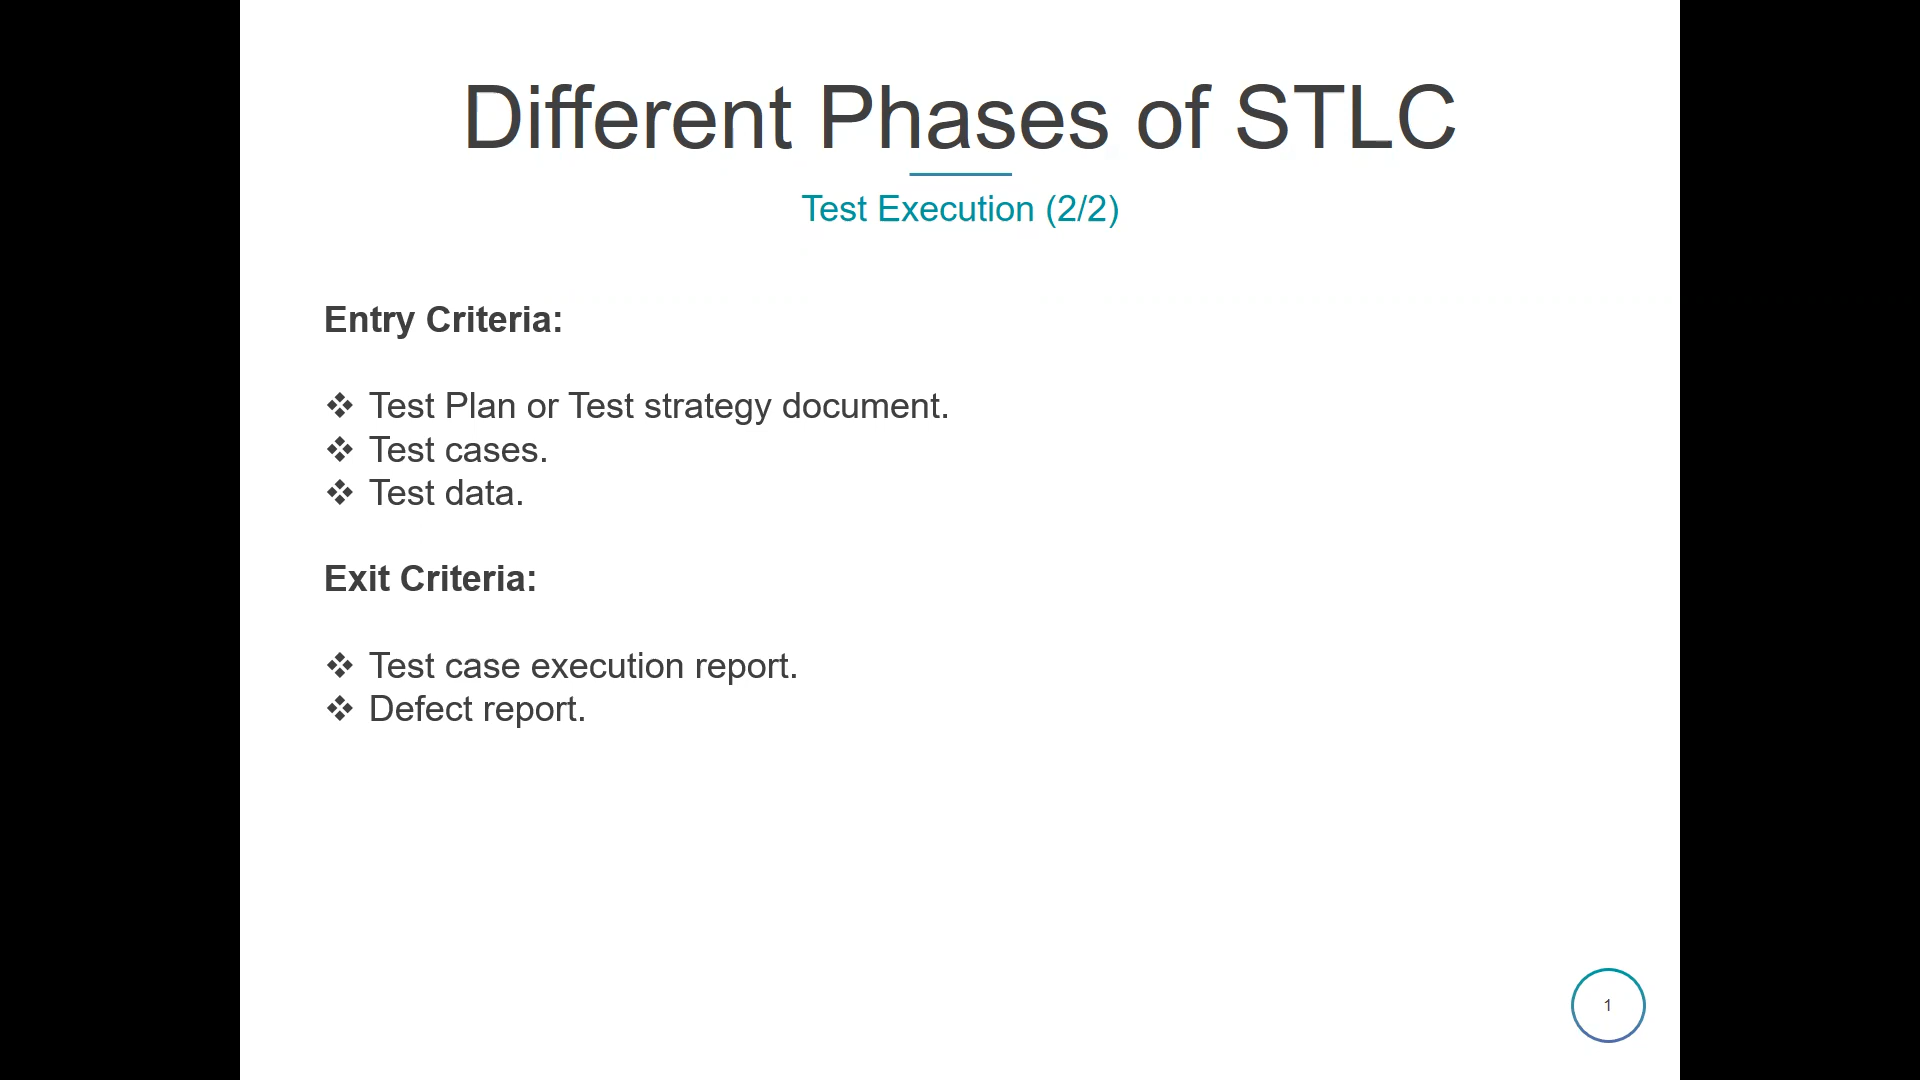 Different Phases of STLC
Test Execution (2/2)
Entry Criteria:
❖ Test Plan or Test strategy document.
❖ Test cases.
❖ Test data.
Exit Criteria:
❖ Test case execution report.
❖ Defect report.
1